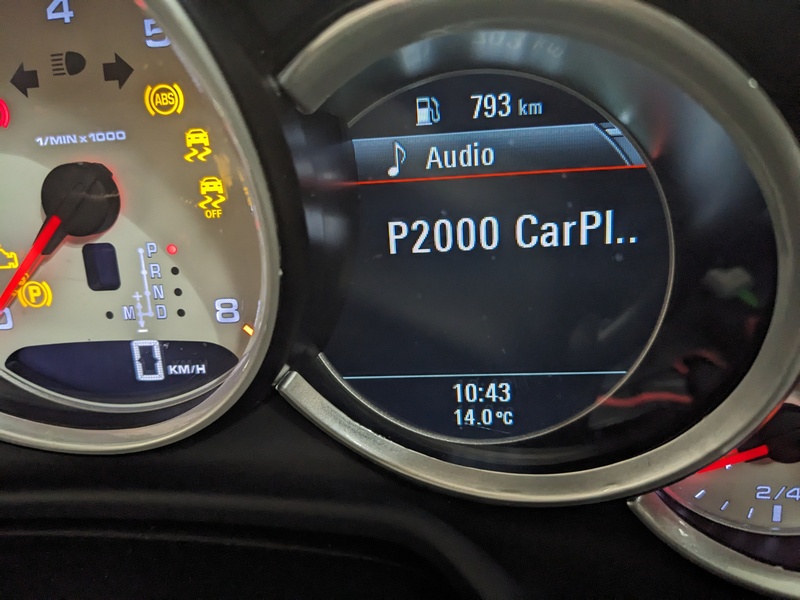 4
5
ABS
1/MIN x 1000
OFF
P
R
N
M D
P
8
0 KM/H
793 km
Audio
P2000 CarPl..
10:43
14.0°C
2/4